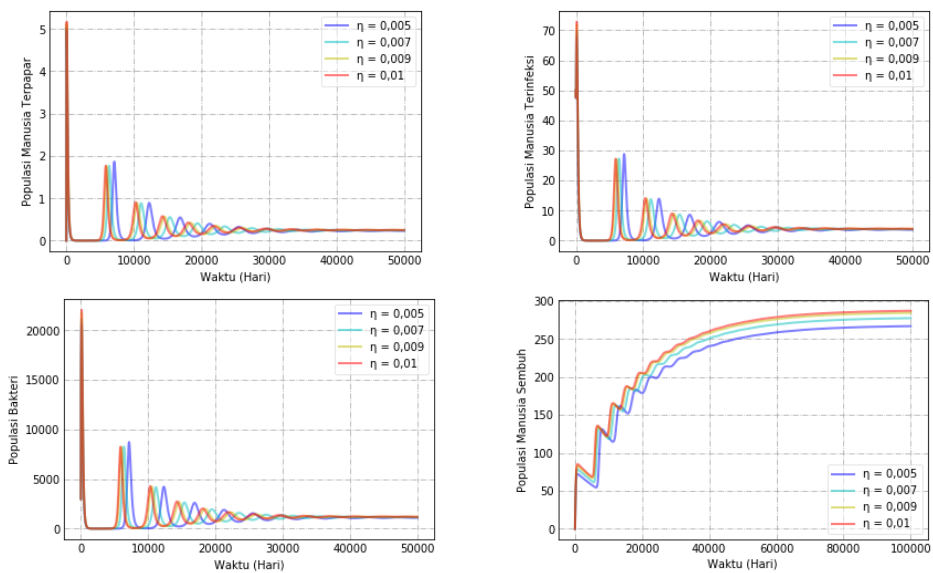 Populasi Manusia Terpapar
5
4
3
2
1
0
η = 0,005
η = 0,007
η = 0,009
η = 0,01
0 10000 20000 30000 40000 50000
Waktu (Hari)
Populasi Manusia Terinfeksi
70
60
50
40
30
20
10
0
η = 0,005
η = 0,007
η = 0,009
η = 0,01
0 10000 20000 30000 40000 50000
Waktu (Hari)
Populasi Bakteri
20000
15000
10000
5000
0
η = 0,005
η = 0,007
η = 0,009
η = 0,01
0 10000 20000 30000 40000 50000
Waktu (Hari)
Populasi Manusia Sembuh
300
250
200
150
100
50
0
η = 0,005
η = 0,007
η = 0,009
η = 0,01
0 20000 40000 60000 80000 100000
Waktu (Hari)